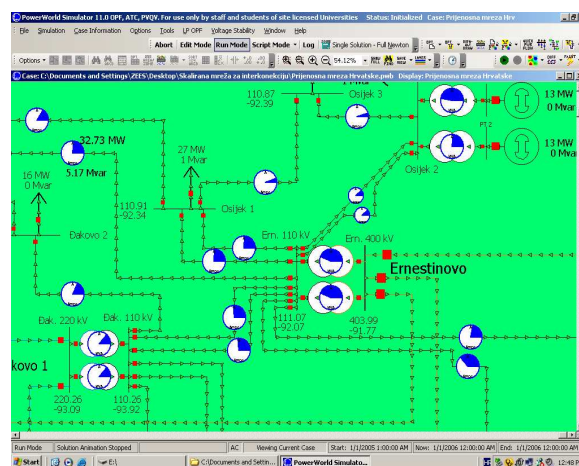 PowerWorld Simulator 11.0 OPF, ATC, PVQV. For use only by staff and students of site licensed Universities Status: Initialized Case: Prijenosna mreza Hrv
File Simulation Case Information Options Tools LP OPF Voltage Stability Window Help
Abort Edit Mode Run Mode Script Mode Log Single Solution - Full Newton
Options 54.12%
Case: C:\Documents and Settings\ZEES\Desktop\Skalirana mreža za interkonekciju\Prijenosna mreza Hrvatske.pwb Display: Prijenosna mreza Hrvatske
110.87
-92.39
Osijek 3
13 MW
0 Mvar
PT 2
32.73 MW
5.17 Mvar
27 MW
1 Mvar
13 MW
0 Mvar
Osijek 2
16 MW
0 Mvar
110.91
-92.34
Osijek 1
Đakovo 2
Ern. 110 kV
Ern. 400 kV
Ernestinovo
Đak. 220 kV
Đak. 110 kV
111.07
-92.07
403.99
-91.77
kovo 1
220.26
-93.09
110.26
-93.92
Run Mode Solution Animation Stopped AC Viewing Current Case Start: 1/1/2005 1:00:00 AM Now: 1/1/2006 12:00:00 AM End: 1/1/2006 12:00:00 AM
Start E:\ C:\Documents and Settin... PowerWorld Simulato... 12:48 P